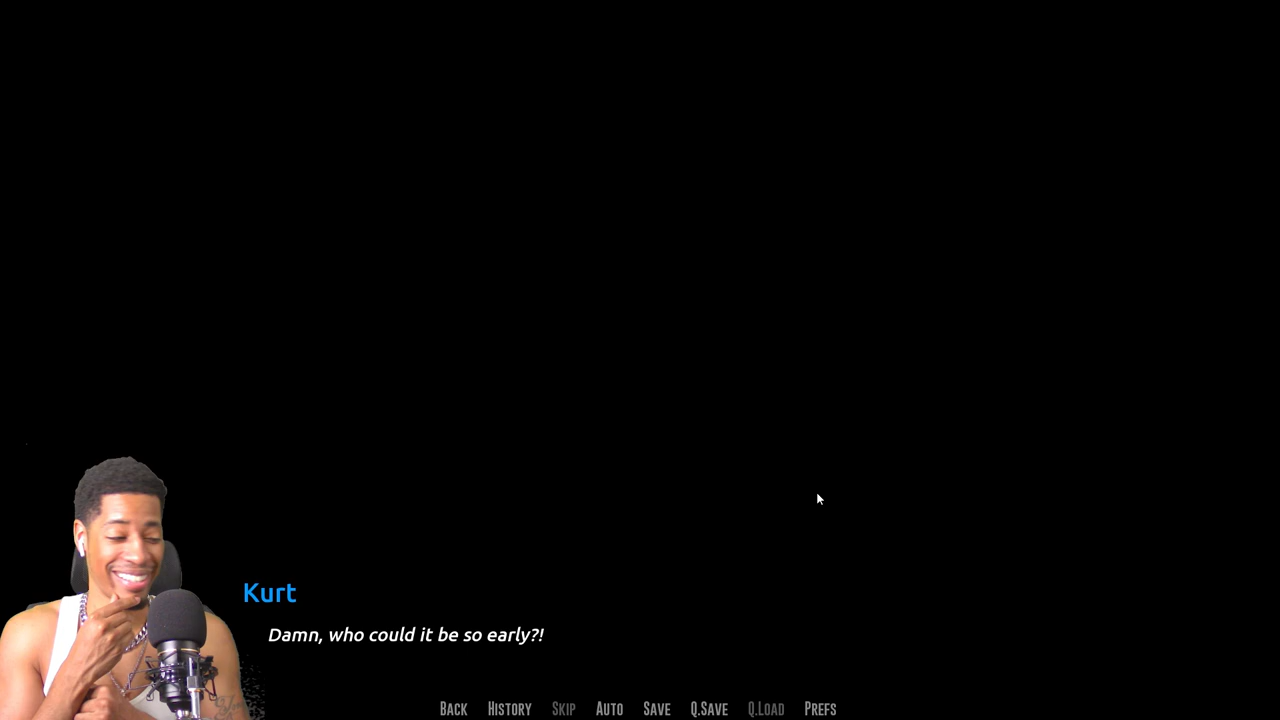 Kurt
Damn, who could it be so early?!
Back History Skip Auto Save Q.Save Q.Load Prefs